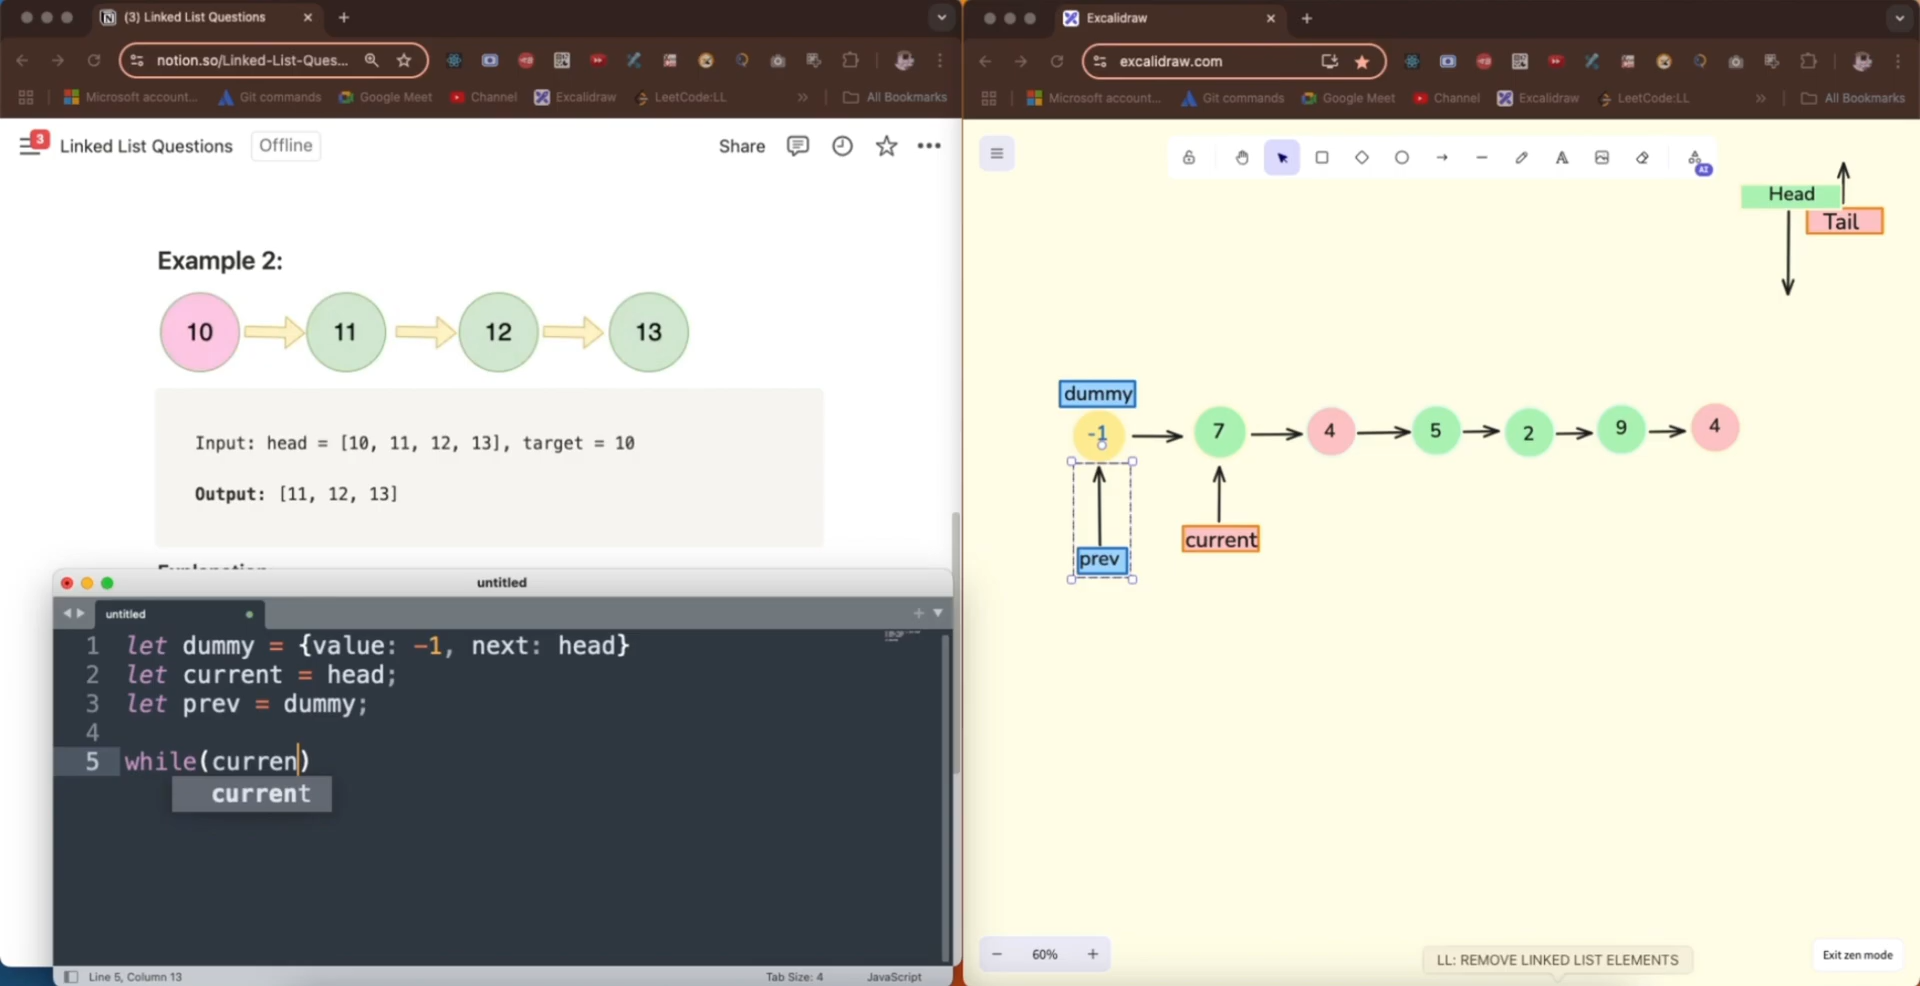 (3) Linked List Questions
notion.so/Linked-List-Ques...
Microsoft account...
Git commands
Google Meet
Channel
Excalidraw
LeetCode:LL
All Bookmarks
3
Linked List Questions
Offline
Share
Example 2:
10
11
12
13
Input: head = [10, 11, 12, 13], target = 10
Output: [11, 12, 13]
untitled
untitled
1 let dummy = {value: -1, next: head}
2 let current = head;
3 let prev = dummy;
4
5 while(curren)
current
Line 5, Column 13
Tab Size: 4
JavaScript
Excalidraw
excalidraw.com
Microsoft account...
Git commands
Google Meet
Channel
Excalidraw
LeetCode:LL
All Bookmarks
A
AI
Head
Tail
dummy
-1
7
4
5
2
9
4
prev
current
60%
LL: REMOVE LINKED LIST ELEMENTS
Exit zen mode